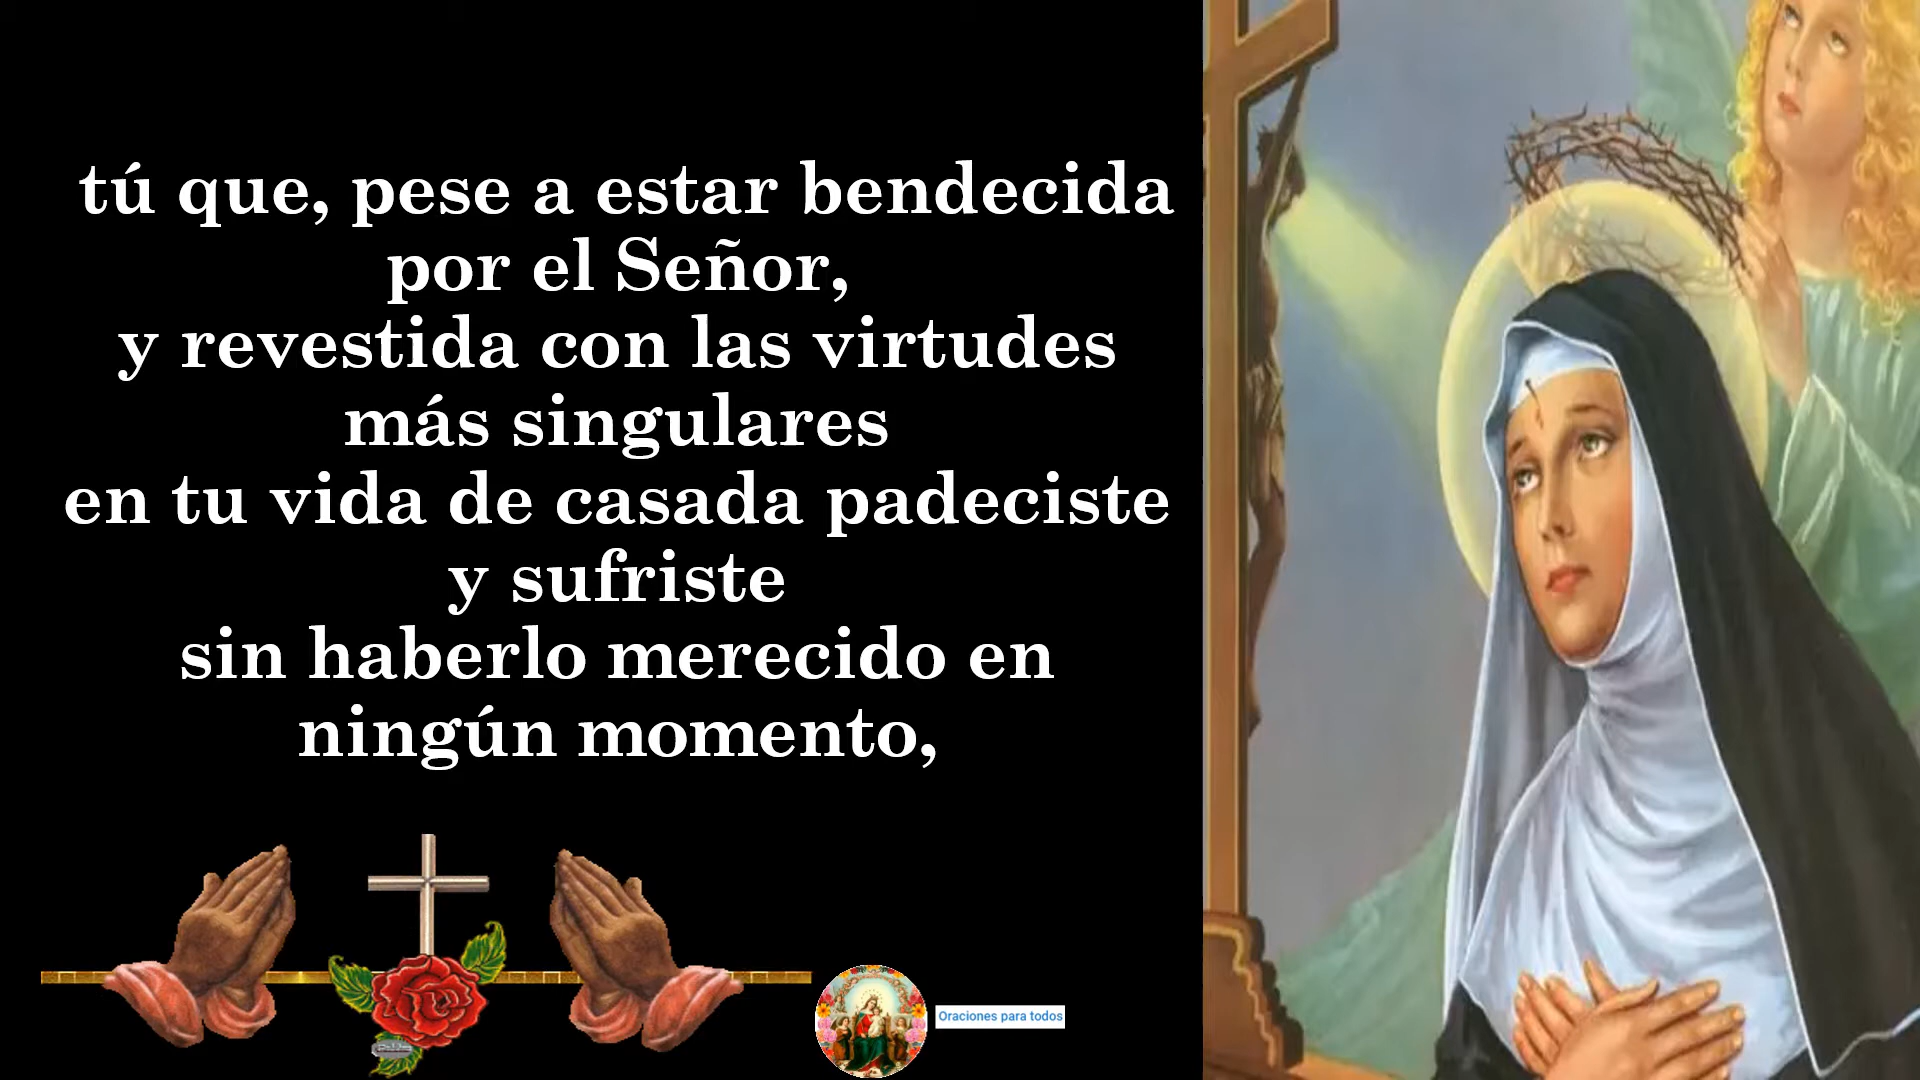 tú que, pese a estar bendecida
por el Señor,
y revestida con las virtudes
más singulares
en tu vida de casada padeciste
y sufriste
sin haberlo merecido en
ningún momento,
Oraciones para todos